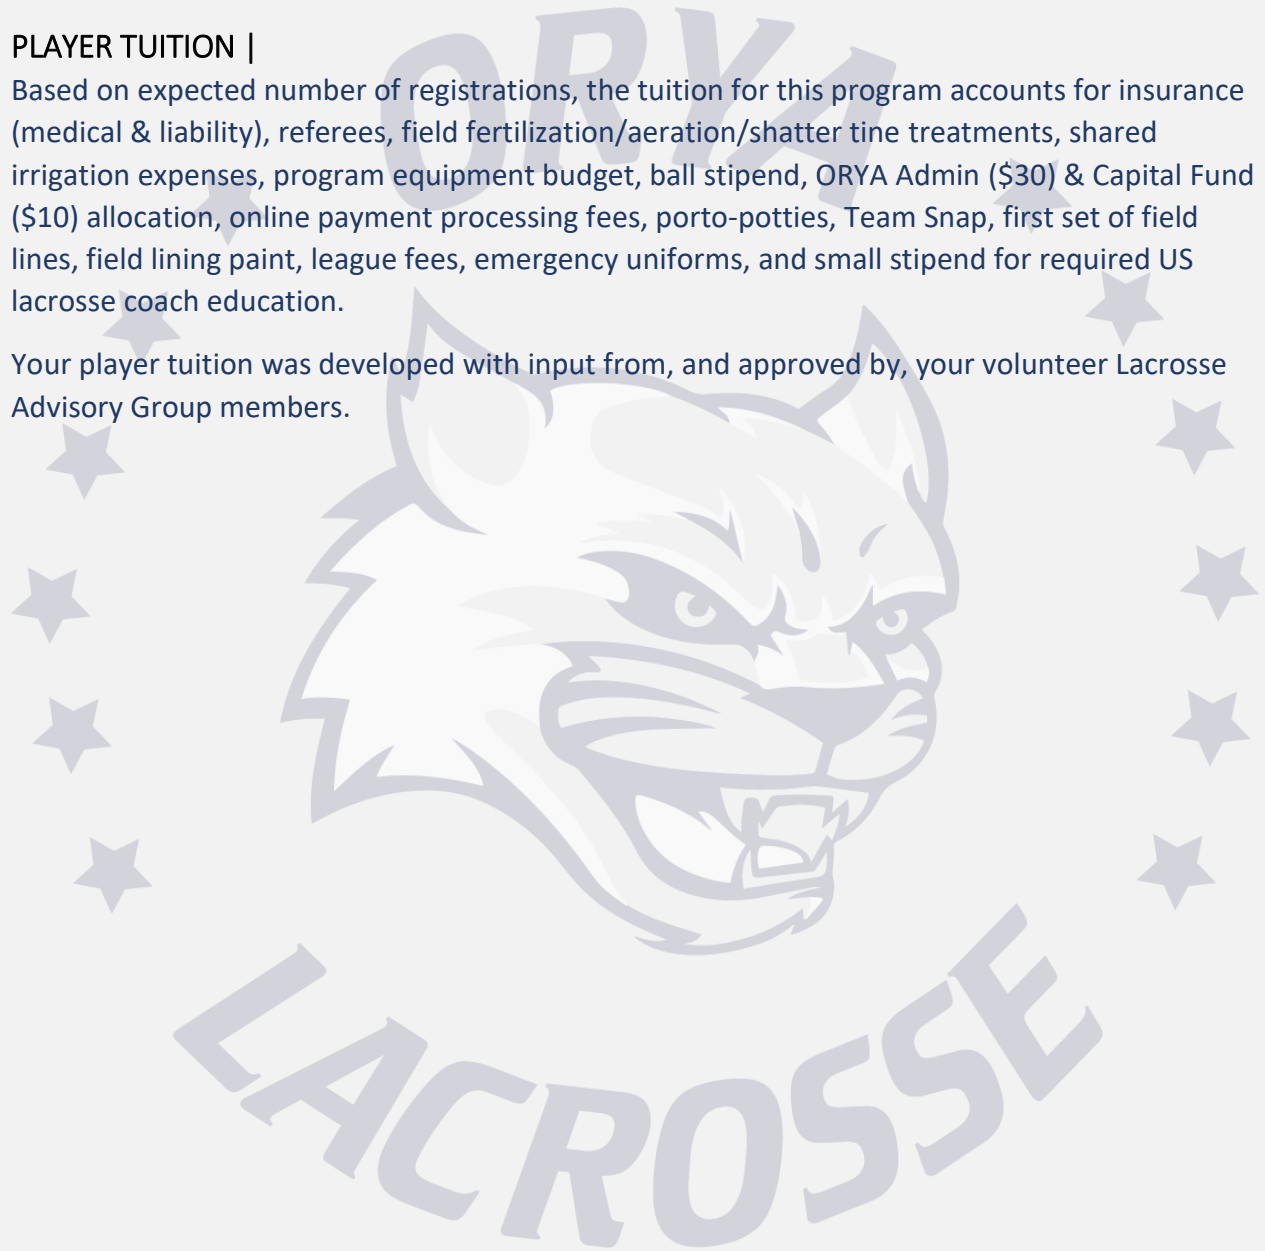 ORYA
PLAYER TUITION |
Based on expected number of registrations, the tuition for this program accounts for insurance
(medical & liability), referees, field fertilization/aeration/shatter tine treatments, shared
irrigation expenses, program equipment budget, ball stipend, ORYA Admin ($30) & Capital Fund
($10) allocation, online payment processing fees, porto-potties, Team Snap, first set of field
lines, field lining paint, league fees, emergency uniforms, and small stipend for required US
lacrosse coach education.
Your player tuition was developed with input from, and approved by, your volunteer Lacrosse
Advisory Group members.
LACROSSE